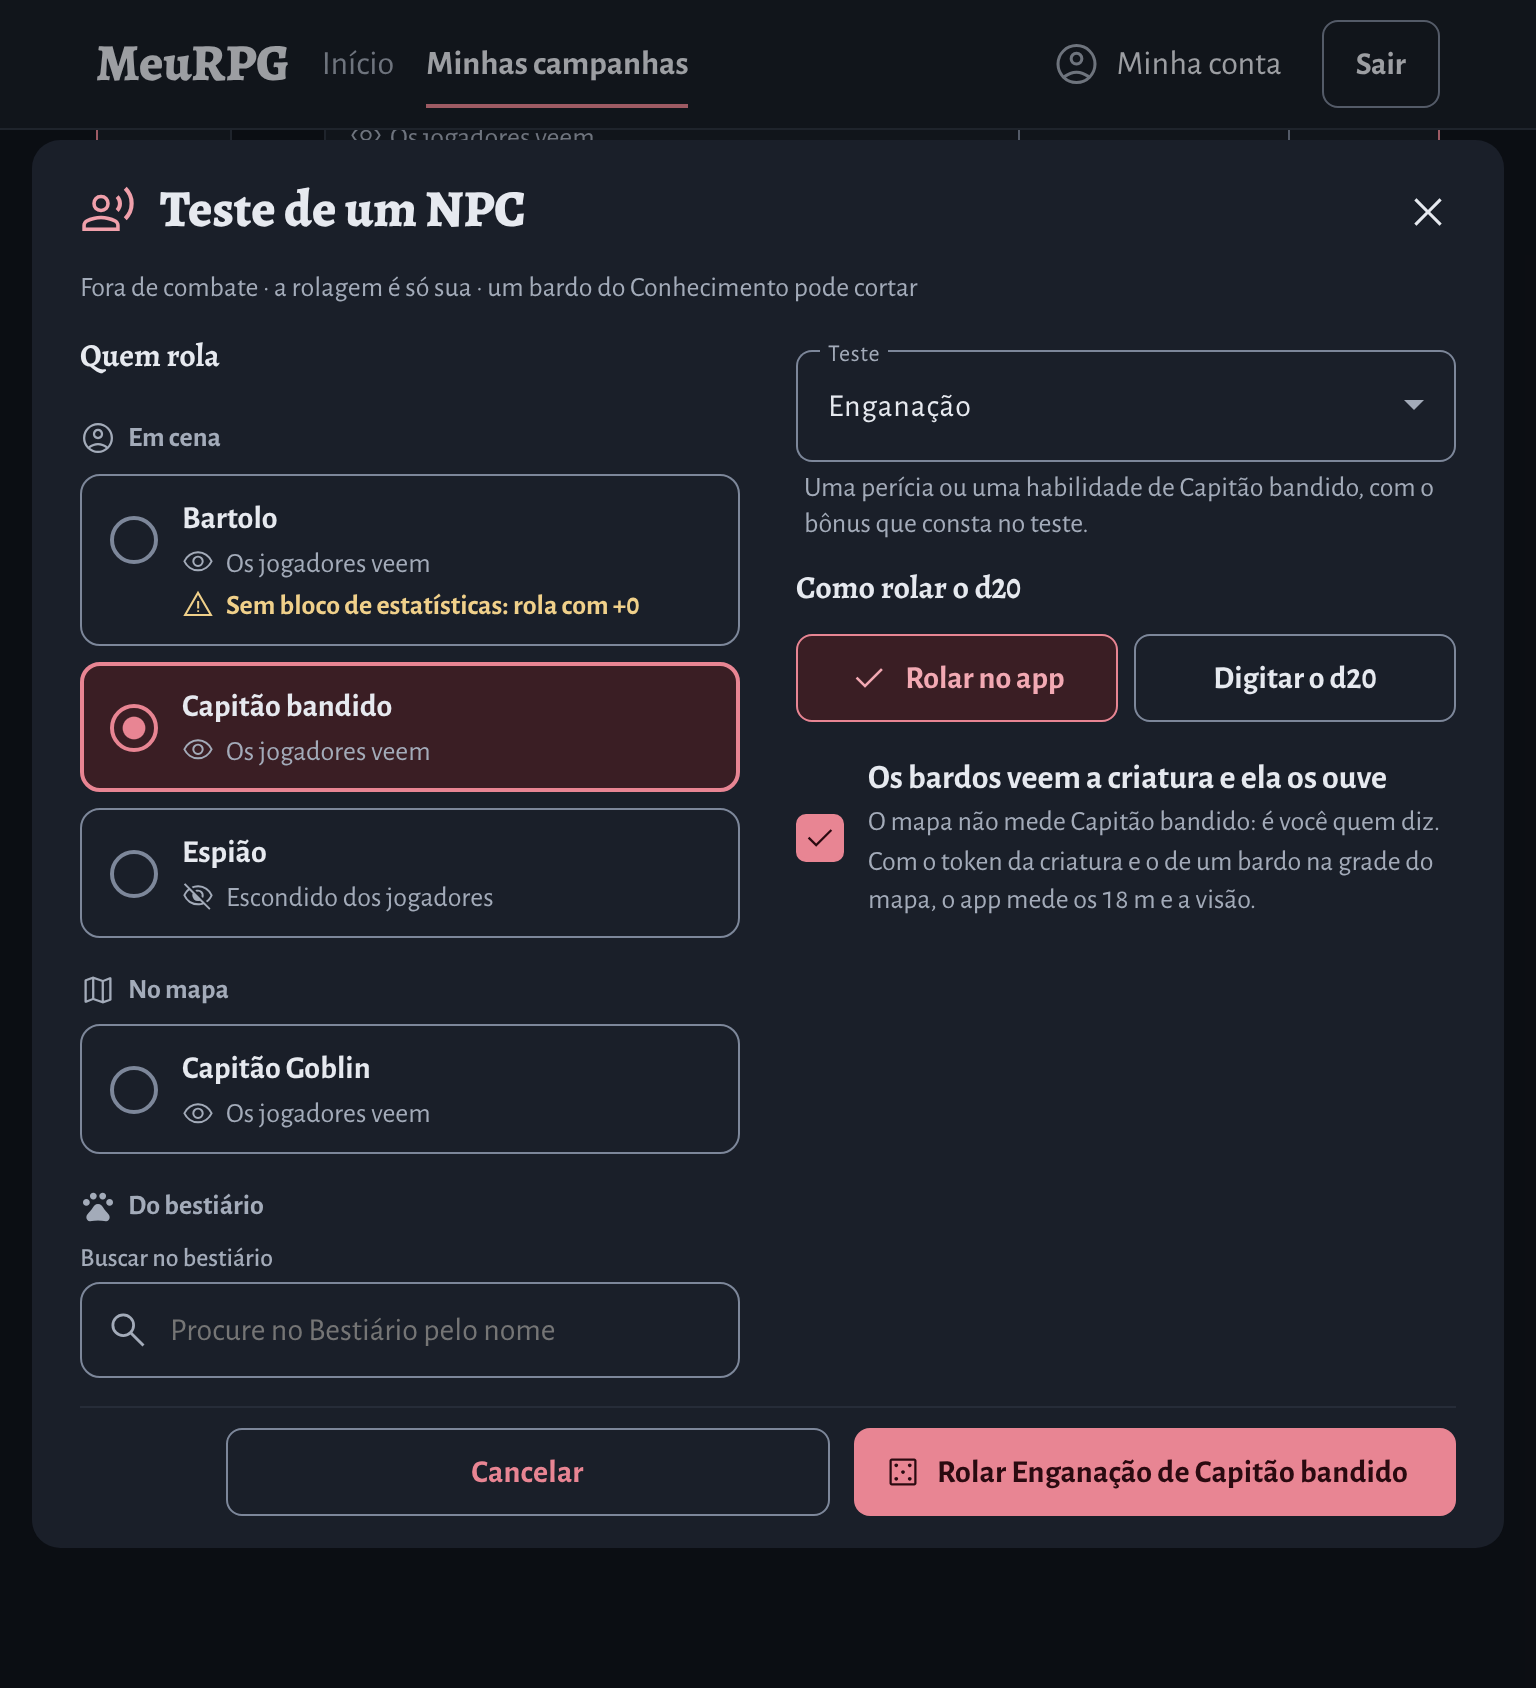 MeuRPG
Início
Minhas campanhas
Minha conta
Sair
Os jogadores veem
Teste de um NPC
Fora de combate · a rolagem é só sua · um bardo do Conhecimento pode cortar
Quem rola
Em cena
Bartolo
Os jogadores veem
Sem bloco de estatísticas: rola com +0
Capitão bandido
Os jogadores veem
Espião
Escondido dos jogadores
No mapa
Capitão Goblin
Os jogadores veem
Do bestiário
Buscar no bestiário
Procure no Bestiário pelo nome
Teste
Enganação
Uma perícia ou uma habilidade de Capitão bandido, com o
bônus que consta no teste.
Como rolar o d20
Rolar no app
Digitar o d20
Os bardos veem a criatura e ela os ouve
O mapa não mede Capitão bandido: é você quem diz.
Com o token da criatura e o de um bardo na grade do
mapa, o app mede os 18 m e a visão.
Cancelar
Rolar Enganação de Capitão bandido